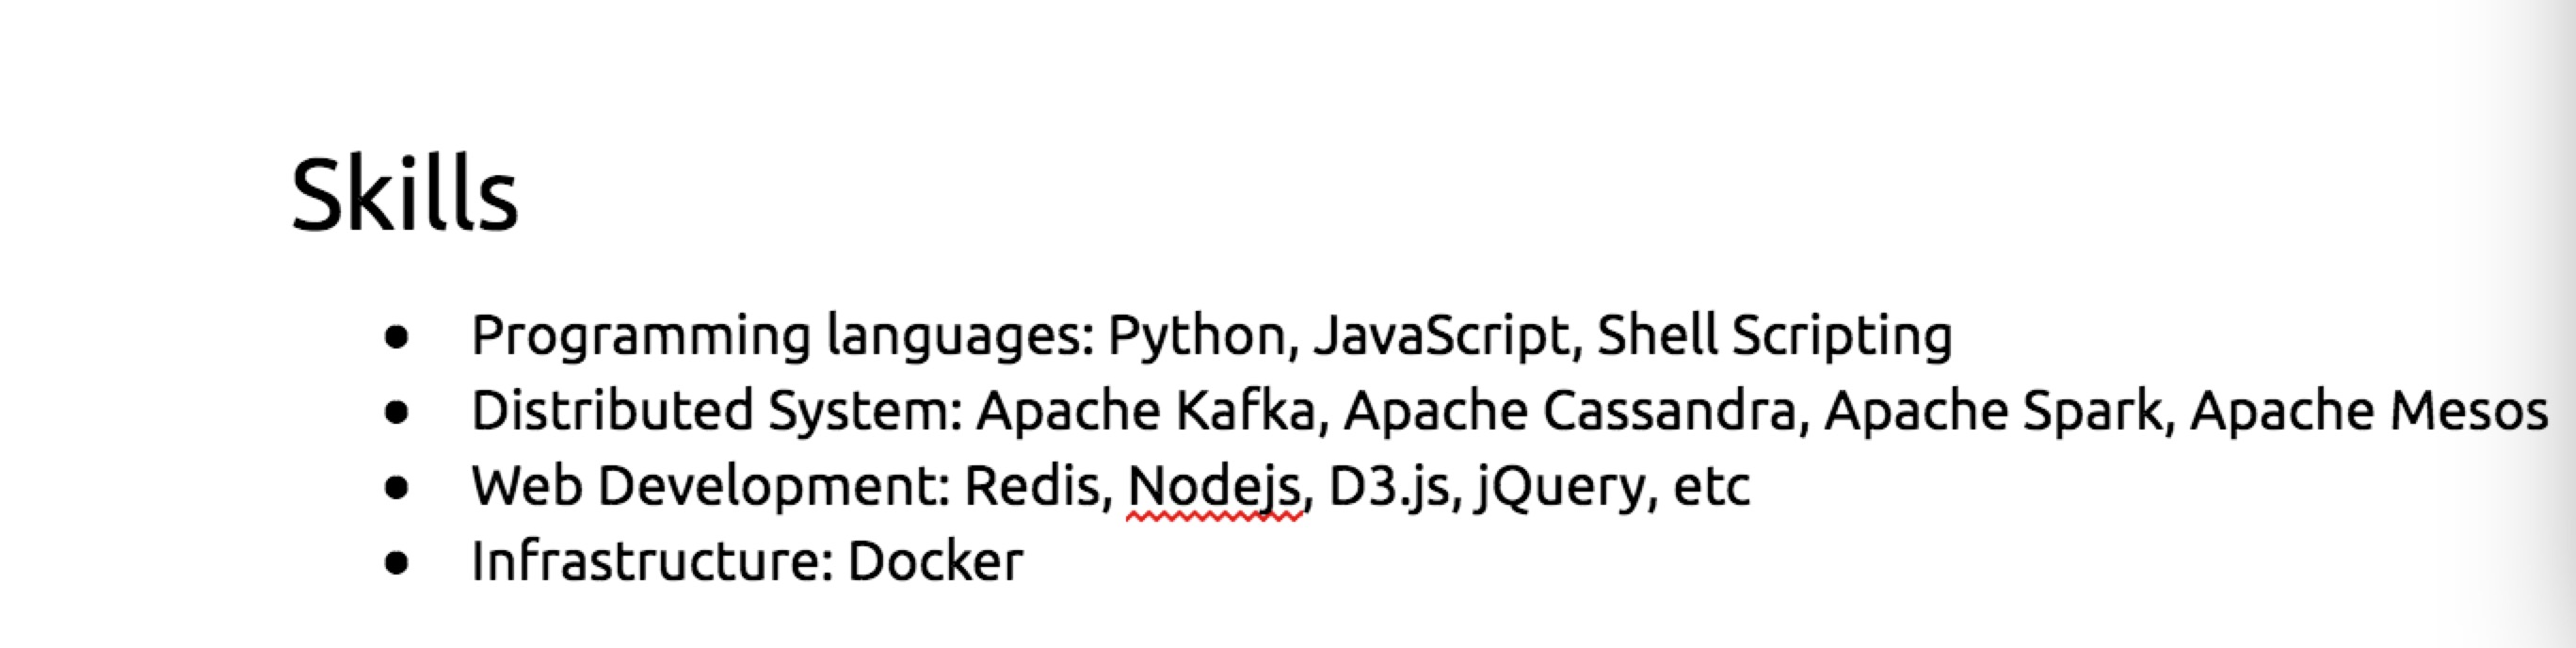 Skills
● Programming languages: Python, JavaScript, Shell Scripting
● Distributed System: Apache Kafka, Apache Cassandra, Apache Spark, Apache Mesos
● Web Development: Redis, Nodejs, D3.js, jQuery, etc
● Infrastructure: Docker